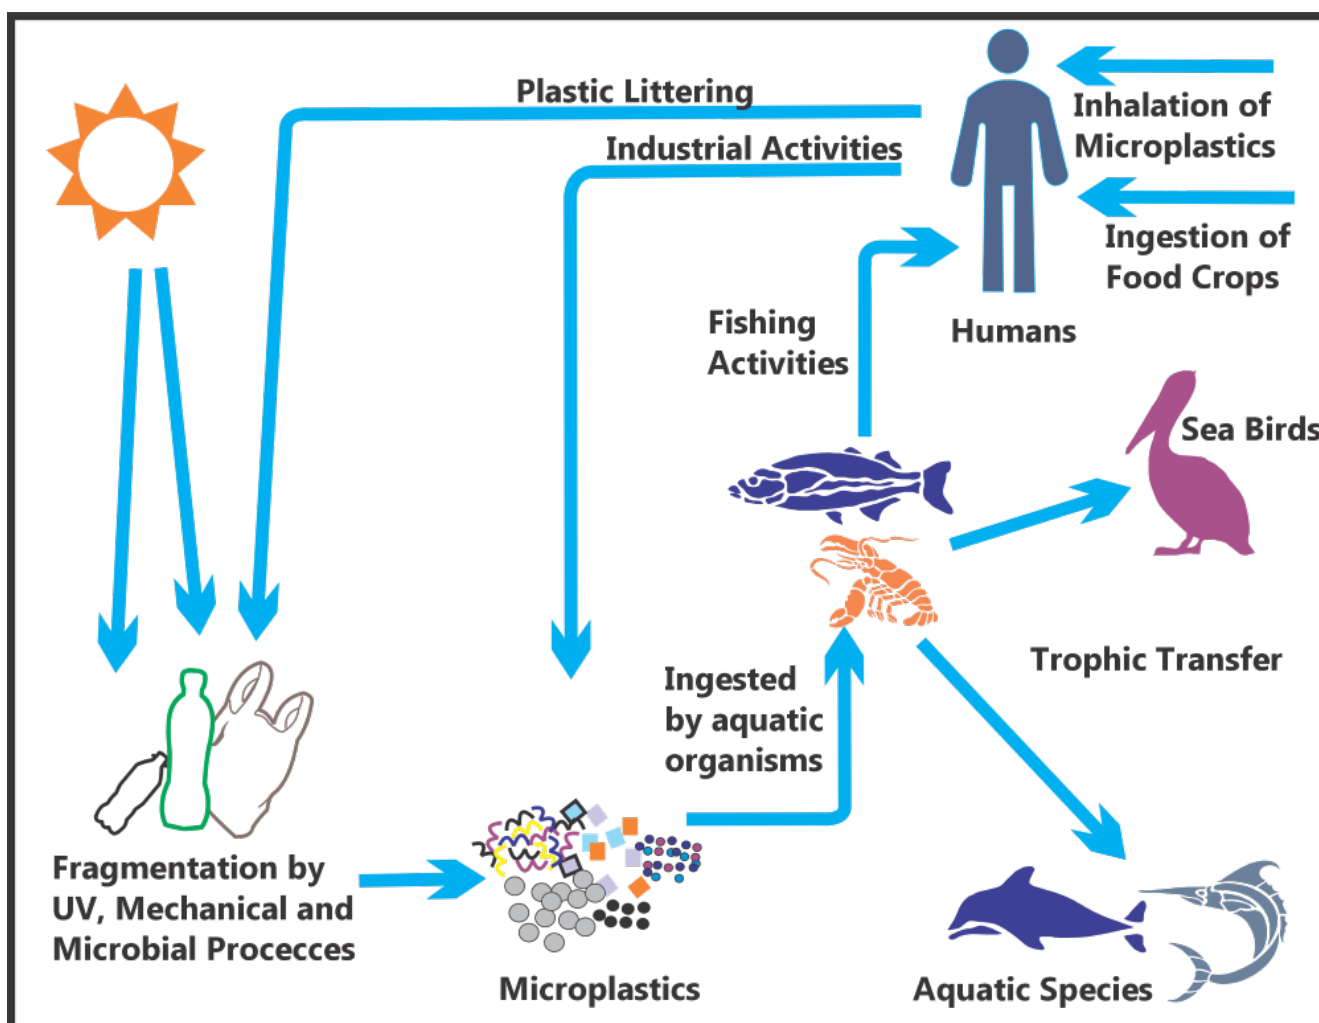 Plastic Littering
Industrial Activities
Inhalation of
Microplastics
Ingestion of
Food Crops
Humans
Fishing
Activities
Sea Birds
Trophic Transfer
Ingested
by aquatic
organisms
Fragmentation by
UV, Mechanical and
Microbial Procecces
Microplastics
Aquatic Species